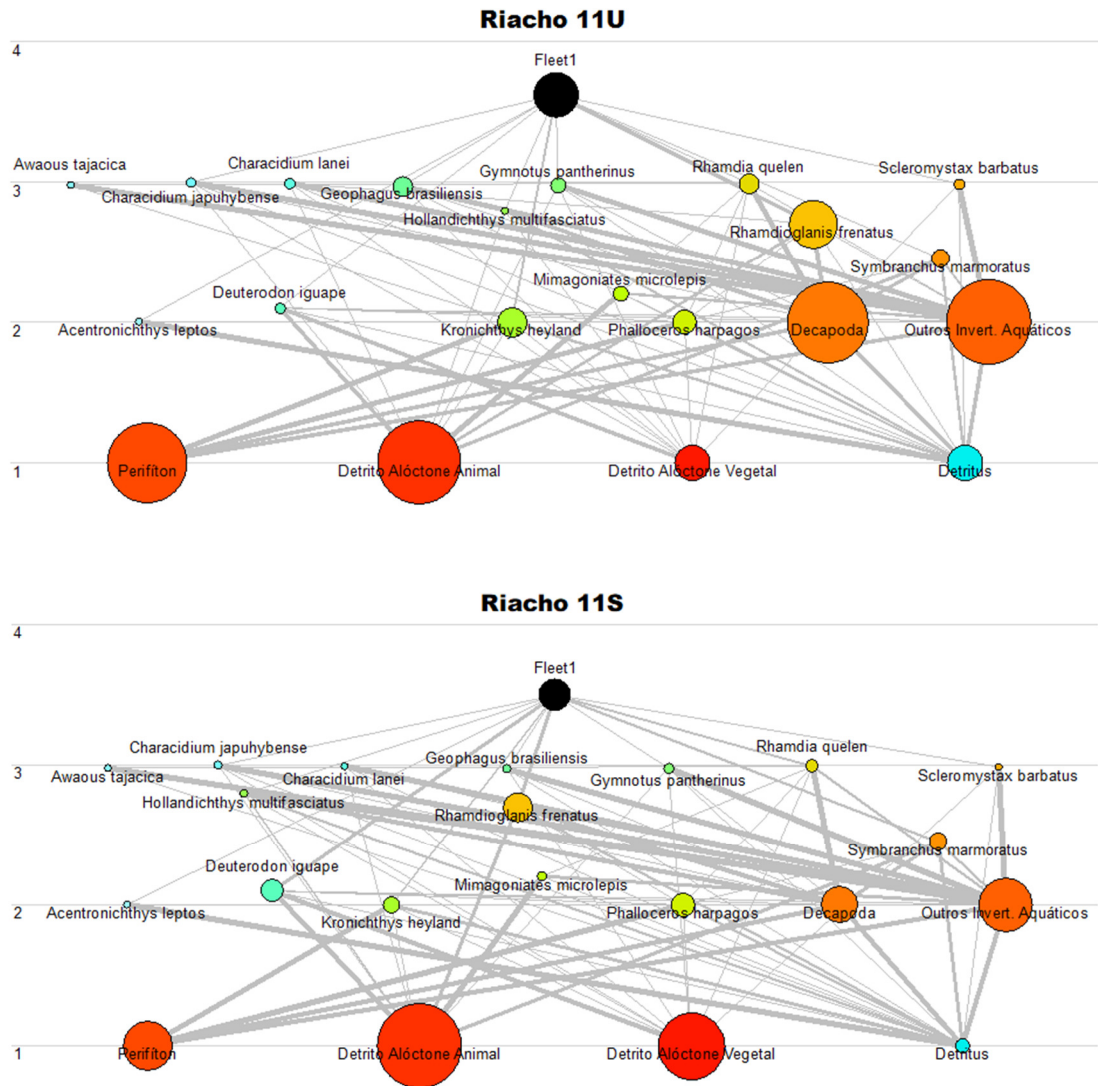 Riacho 11U
4
Fleet1
Awaous tajacica
Characidium lanei
Gymnotus pantherinus
Rhamdia quelen
Scleromystax barbatus
3
Characidium japuhybense
Geophagus brasiliensis
Hollandichthys multifasciatus
Rhamdioglanis frenatus
Symbranchus marmoratus
Mimagoniates microlepis
Deuterodon iguape
2
Acentronichthys leptos
Kronichthys heyland
Phalloceros harpagos
Decapoda
Outros Invert. Aquáticos
1
Perifíton
Detrito Alóctone Animal
Detrito Alóctone Vegetal
Detritus
Riacho 11S
4
Fleet1
Characidium japuhybense
Geophagus brasiliensis
Rhamdia quelen
3
Awaous tajacica
Characidium lanei
Gymnotus pantherinus
Scleromystax barbatus
Hollandichthys multifasciatus
Rhamdioglanis frenatus
Symbranchus marmoratus
Deuterodon iguape
Mimagoniates microlepis
2
Acentronichthys leptos
Kronichthys heyland
Phalloceros harpagos
Decapoda
Outros Invert. Aquáticos
1
Perifíton
Detrito Alóctone Animal
Detrito Alóctone Vegetal
Detritus